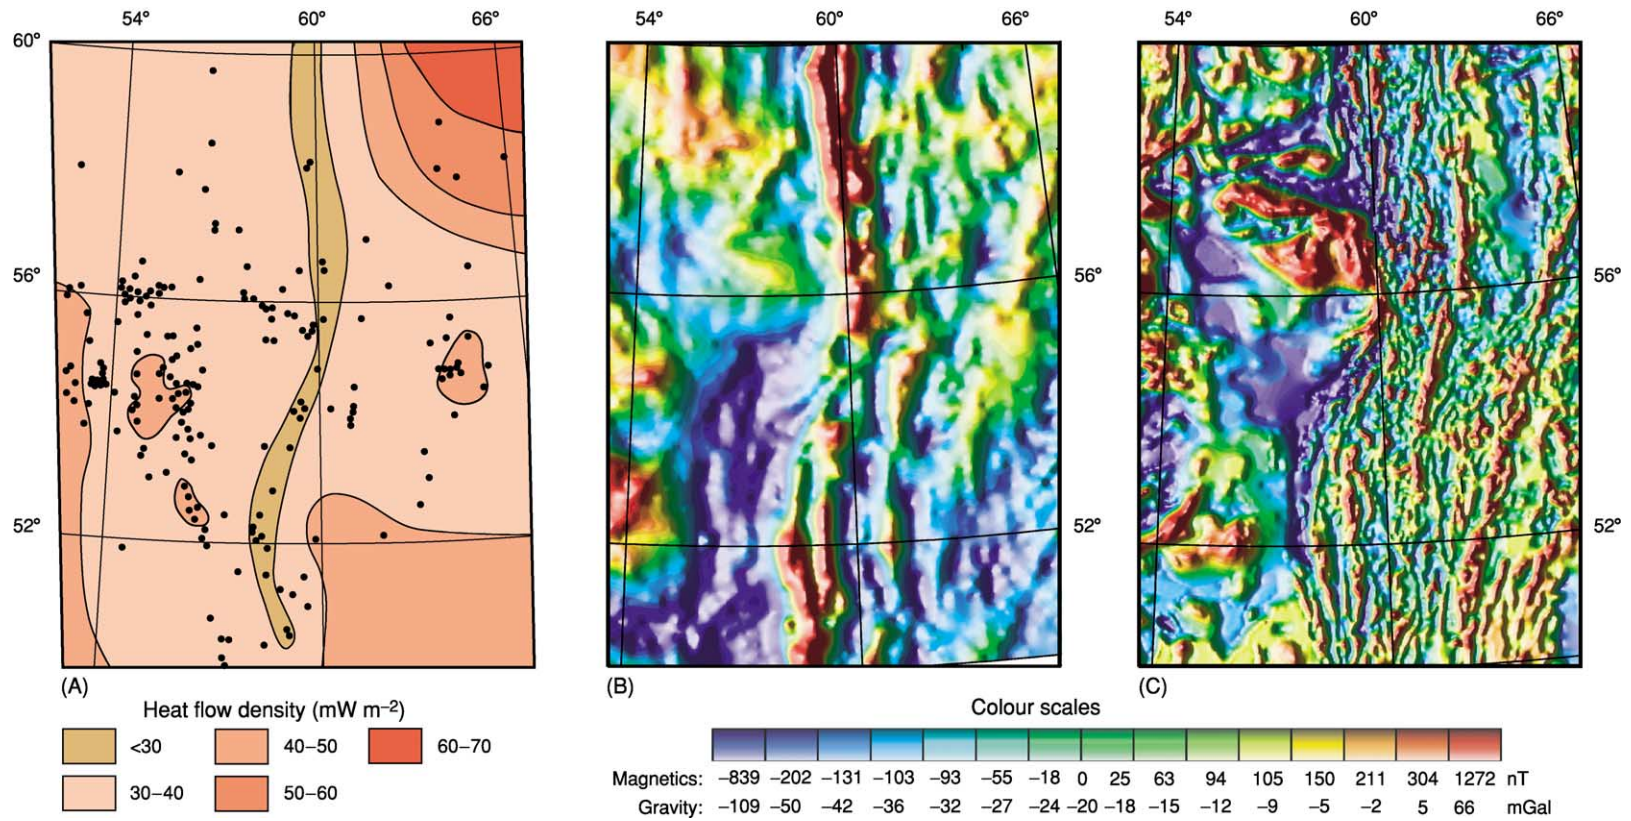 54° 60° 66° 54° 60° 66° 54° 60° 66°
60°
56° 56° 56°
52° 52° 52°
(A) (B) (C)
Heat flow density (mW m⁻²)
<30 40–50 60–70
30–40 50–60
Colour scales
Magnetics: −839 −202 −131 −103 −93 −55 −18 0 25 63 94 105 150 211 304 1272 nT
Gravity: −109 −50 −42 −36 −32 −27 −24 −20 −18 −15 −12 −9 −5 −2 5 66 mGal